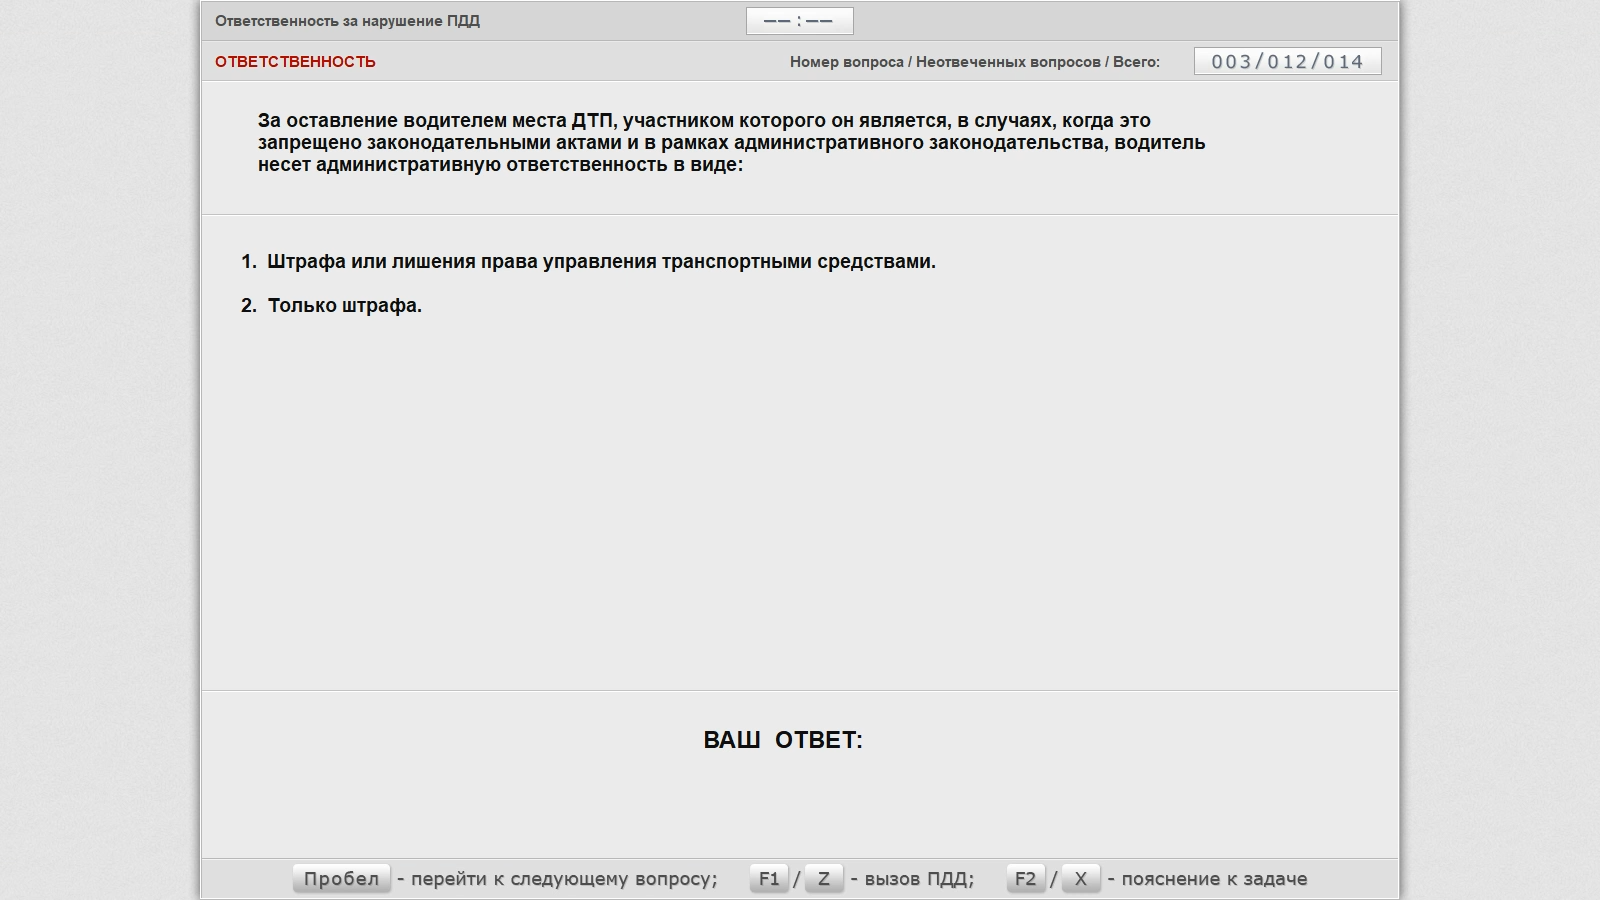 Ответственность за нарушение ПДД
——:——
ОТВЕТСТВЕННОСТЬ
Номер вопроса / Неотвеченных вопросов / Всего:
003/012/014
За оставление водителем места ДТП, участником которого он является, в случаях, когда это
запрещено законодательными актами и в рамках административного законодательства, водитель
несет административную ответственность в виде:
1. Штрафа или лишения права управления транспортными средствами.
2. Только штрафа.
ВАШ ОТВЕТ:
Пробел - перейти к следующему вопросу; F1 / Z - вызов ПДД; F2 / X - пояснение к задаче